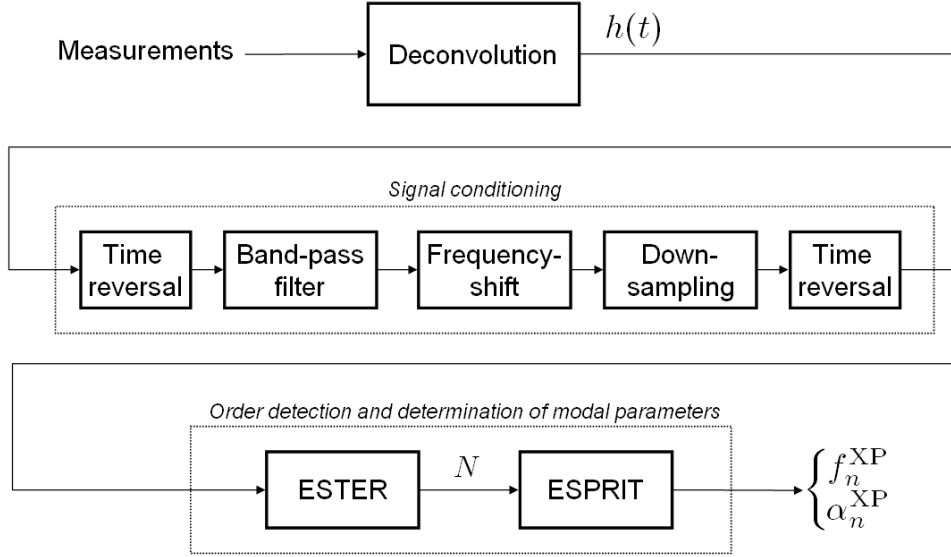 Measurements
Deconvolution
h(t)
Signal conditioning
Time
reversal
Band-pass
filter
Frequency-
shift
Down-
sampling
Time
reversal
Order detection and determination of modal parameters
ESTER
N
ESPRIT
f_n^XP
α_n^XP